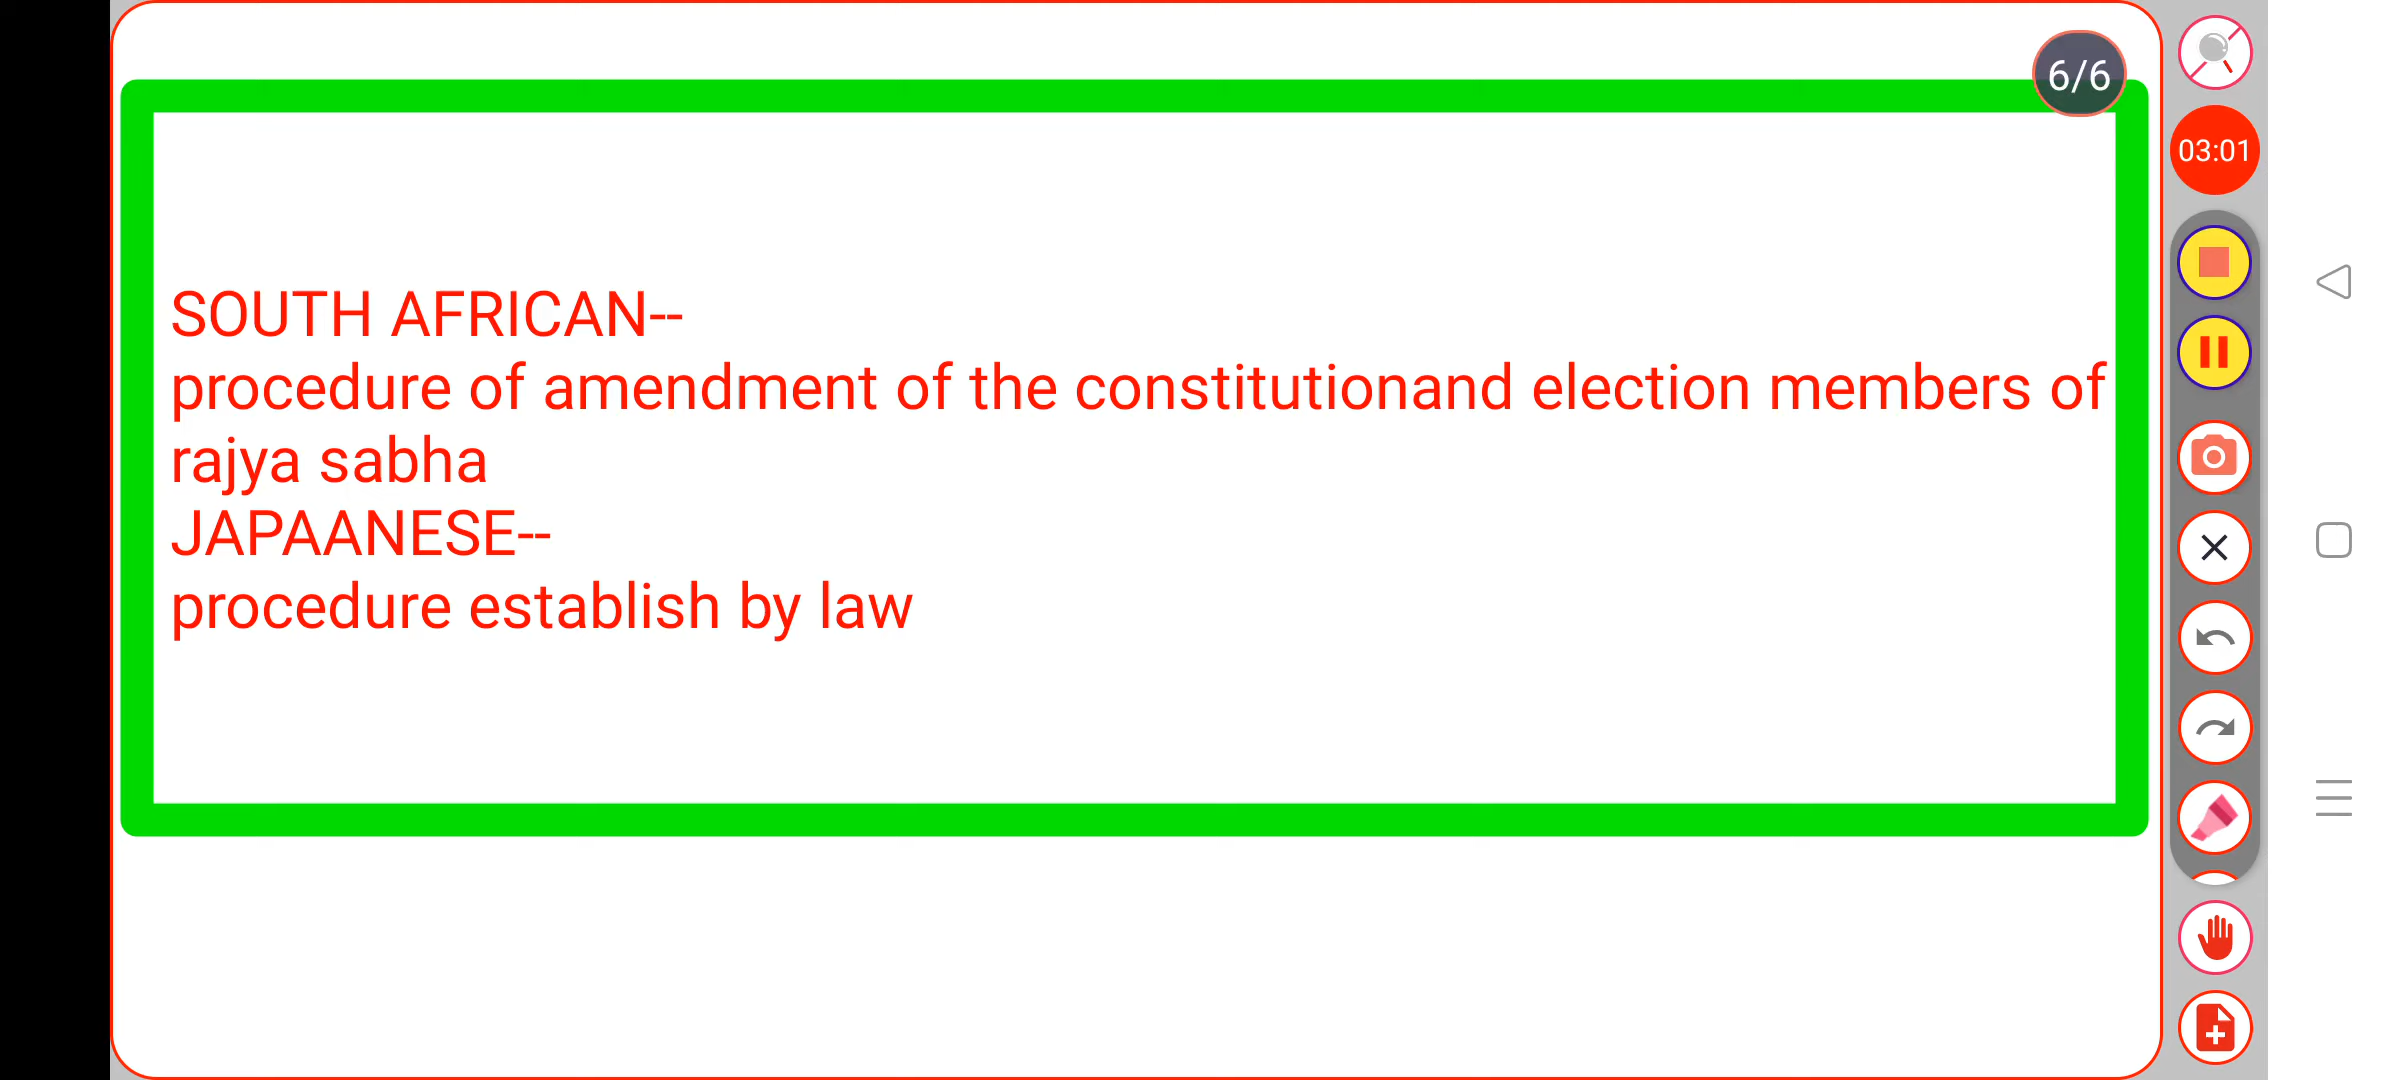 6/6
03:01
SOUTH AFRICAN--
procedure of amendment of the constitutionand election members of
rajya sabha
JAPAANESE--
procedure establish by law